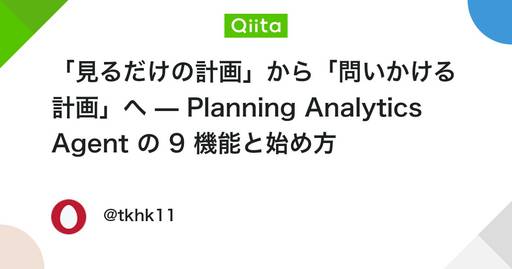 Qiita
「見るだけの計画」から「問いかける
計画」へ — Planning Analytics
Agent の 9 機能と始め方
@tkhk11